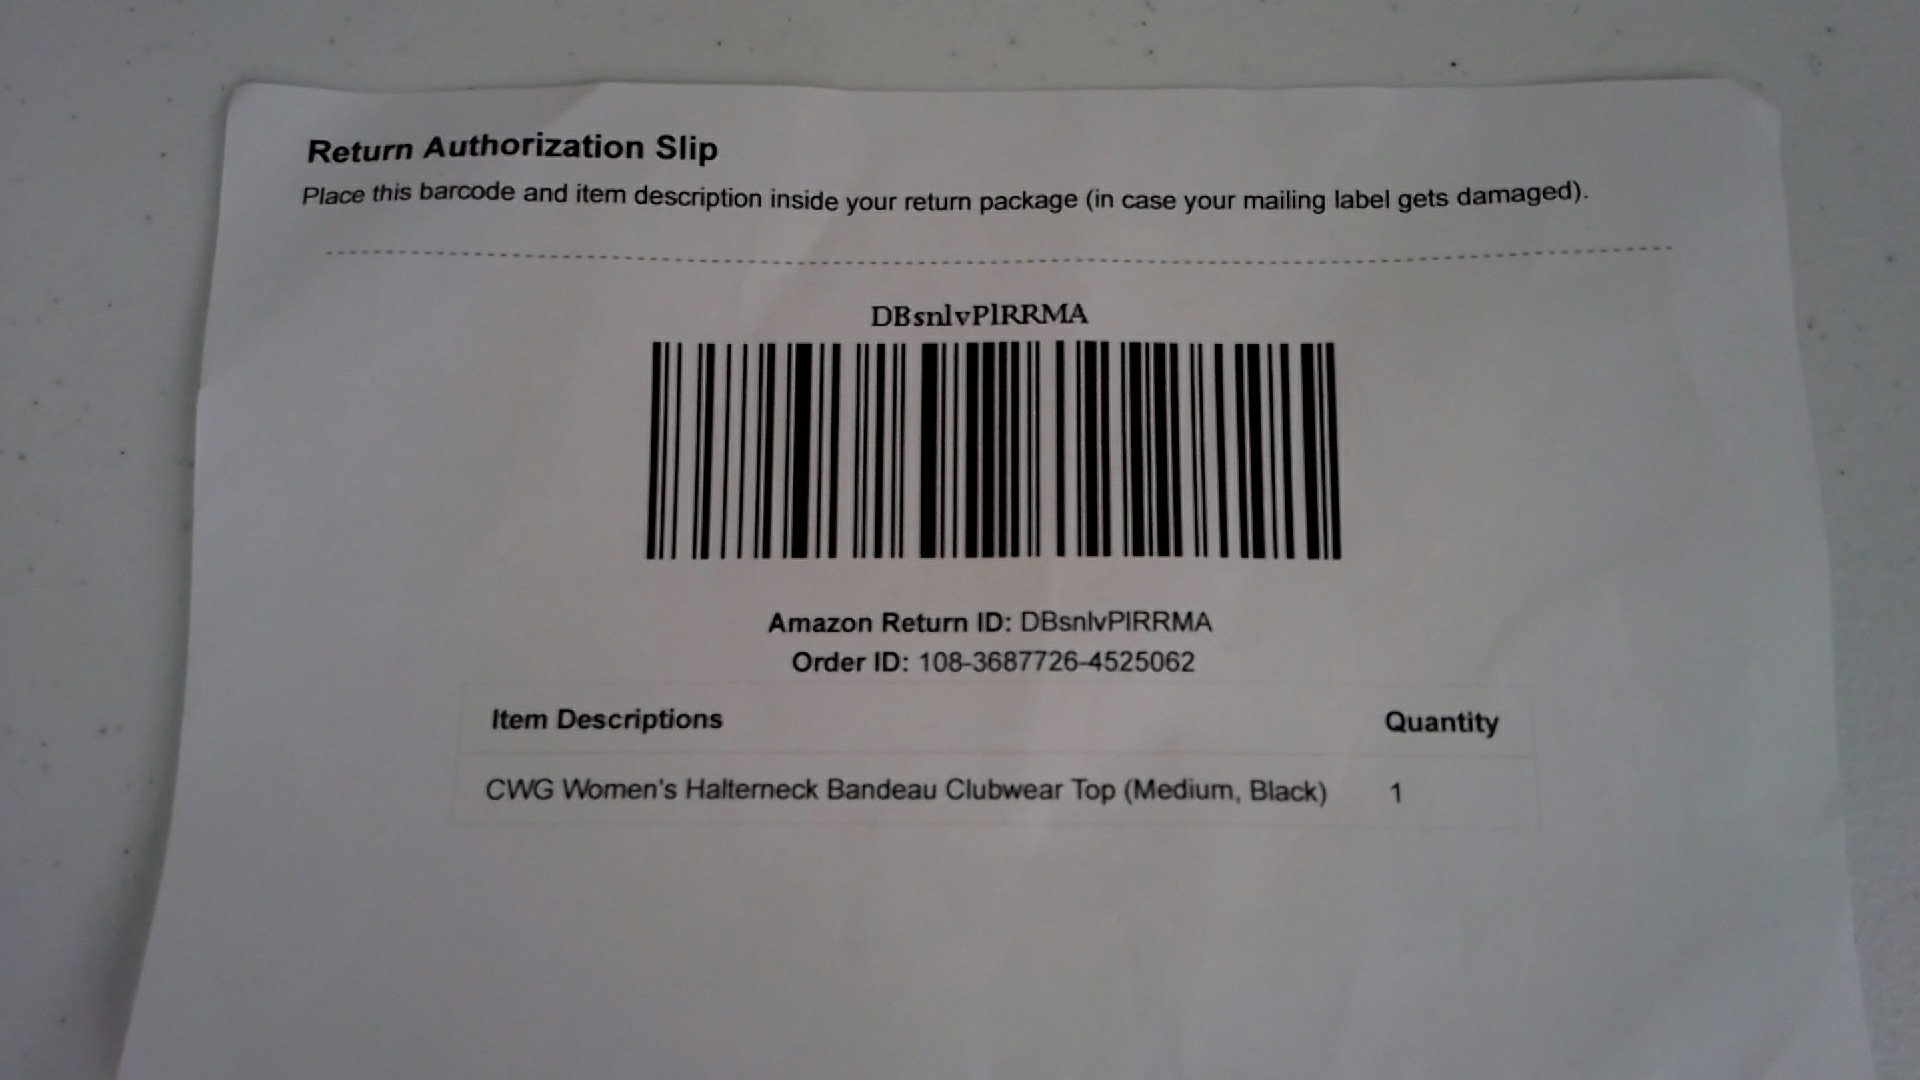 Return Authorization Slip
Place this barcode and item description inside your return package (in case your mailing label gets damaged).
DBsnlvPlRRMA
Amazon Return ID: DBsnlvPlRRMA
Order ID: 108-3687726-4525062
Item Descriptions Quantity
CWG Women's Halterneck Bandeau Clubwear Top (Medium, Black) 1